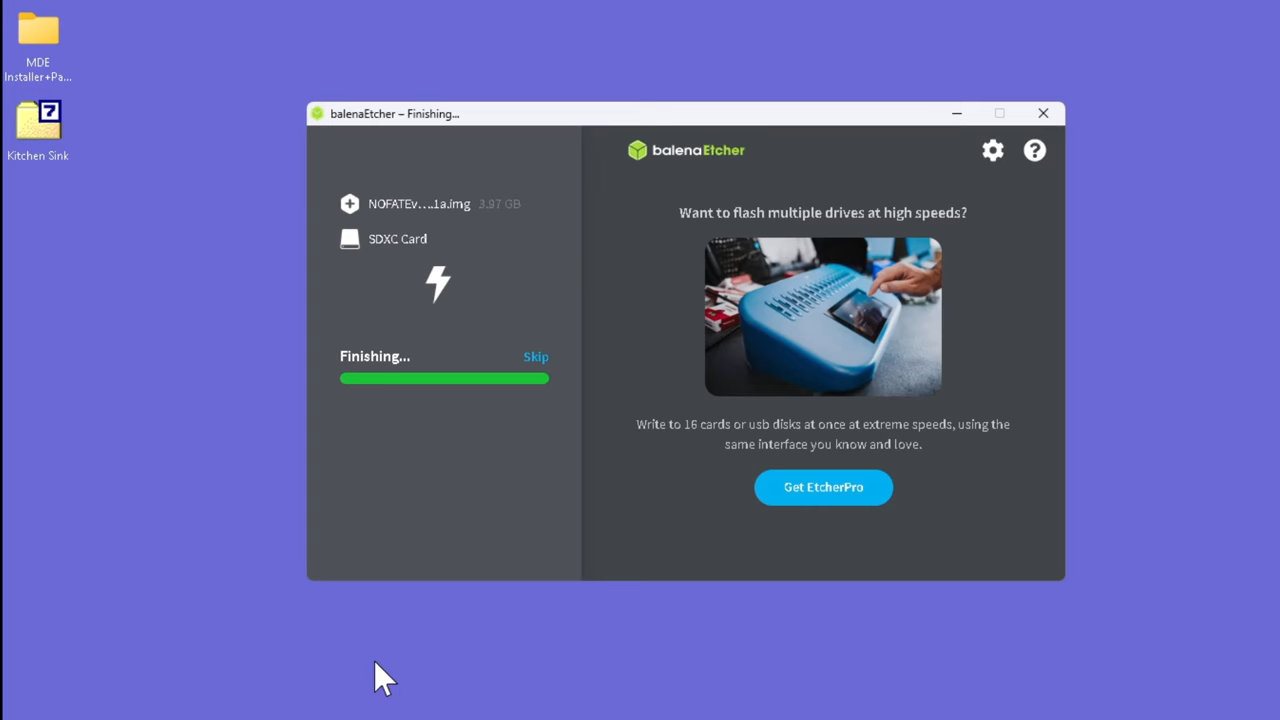 MDE
Installer+Pa...
7
Kitchen Sink
balenaEtcher – Finishing...
balenaEtcher
NOFATEv....1a.img 3.97 GB
SDXC Card
Finishing... Skip
Want to flash multiple drives at high speeds?
Write to 16 cards or usb disks at once at extreme speeds, using the
same interface you know and love.
Get EtcherPro